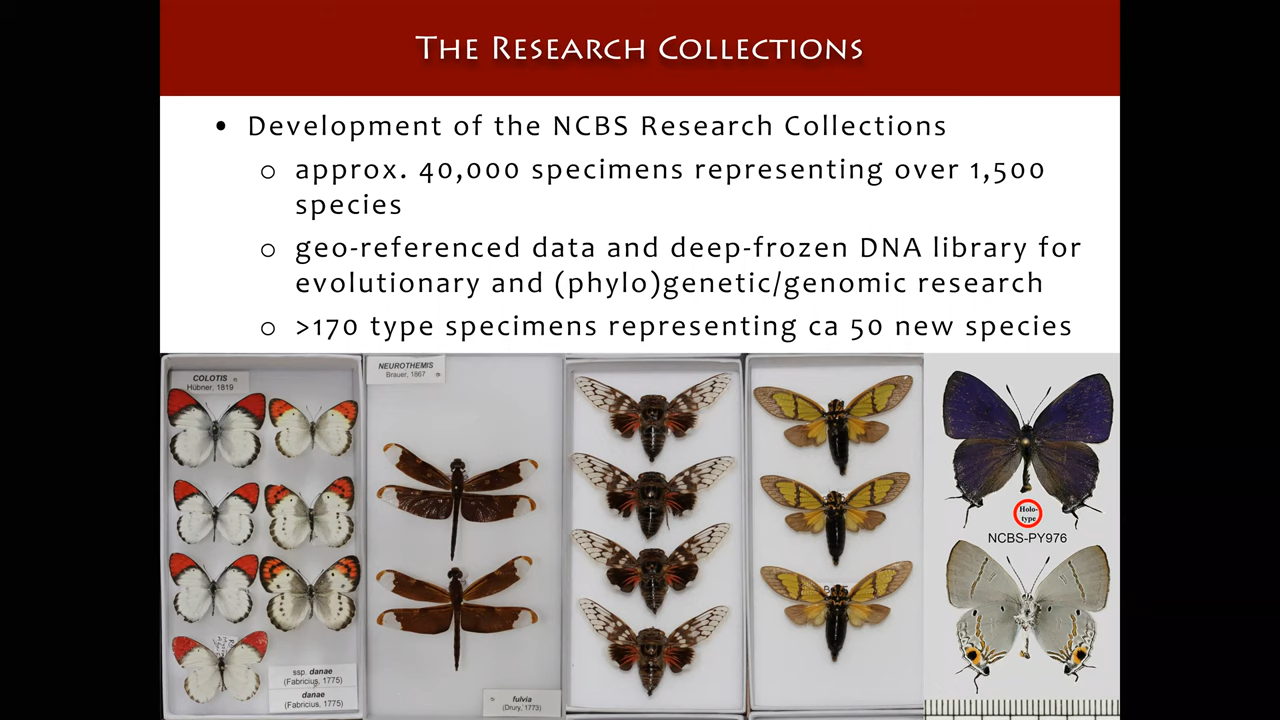 THE RESEARCH COLLECTIONS
• Development of the NCBS Research Collections
o approx. 40,000 specimens representing over 1,500
species
o geo-referenced data and deep-frozen DNA library for
evolutionary and (phylo)genetic/genomic research
o >170 type specimens representing ca 50 new species
COLOTIS
Hübner, 1819
ssp. danae
(Fabricius, 1775)
danae
(Fabricius, 1775)
NEUROTHEMIS
Brauer, 1867
fulvia
(Drury, 1773)
Holo-
type
NCBS-PY976